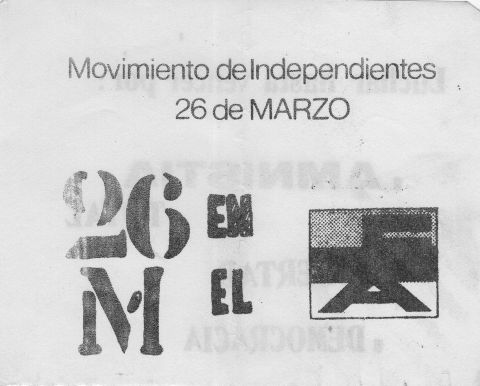 Movimiento de Independientes
26 de MARZO
26 EN
M EL
FA